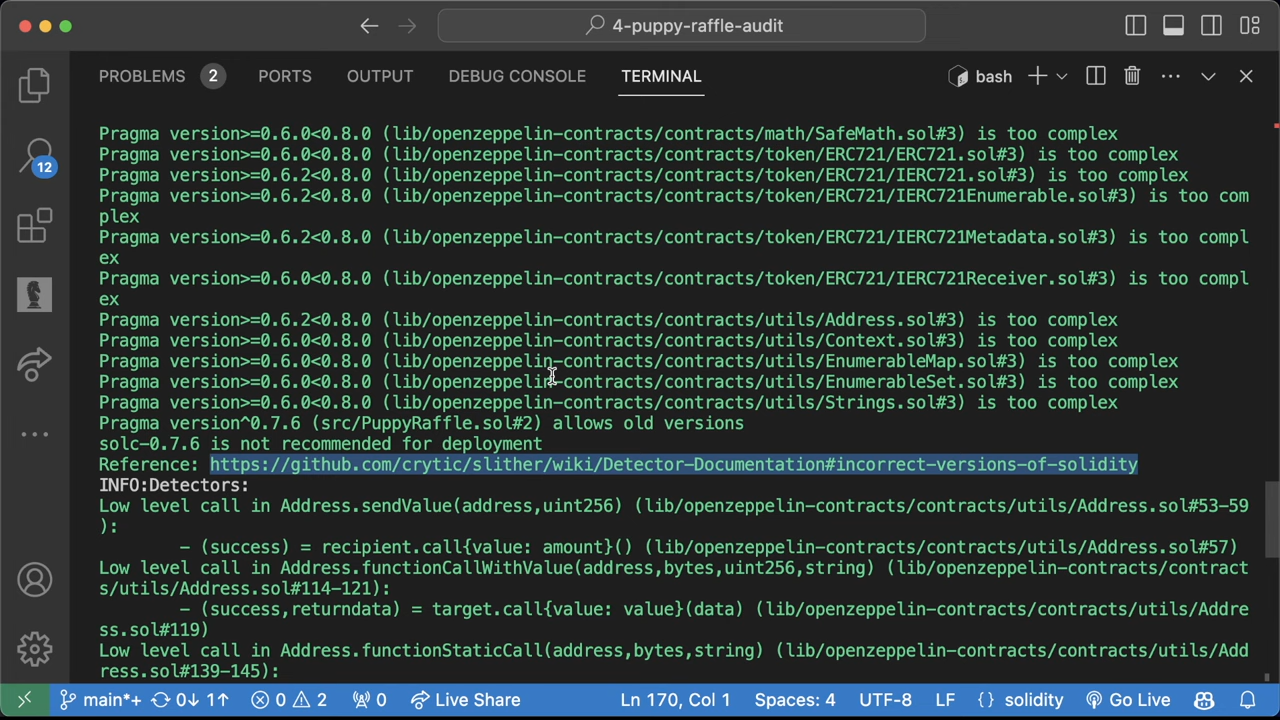 4-puppy-raffle-audit
PROBLEMS 2 PORTS OUTPUT DEBUG CONSOLE TERMINAL bash
12
Pragma version>=0.6.0<0.8.0 (lib/openzeppelin-contracts/contracts/math/SafeMath.sol#3) is too complex
Pragma version>=0.6.0<0.8.0 (lib/openzeppelin-contracts/contracts/token/ERC721/ERC721.sol#3) is too complex
Pragma version>=0.6.2<0.8.0 (lib/openzeppelin-contracts/contracts/token/ERC721/IERC721.sol#3) is too complex
Pragma version>=0.6.2<0.8.0 (lib/openzeppelin-contracts/contracts/token/ERC721/IERC721Enumerable.sol#3) is too com
plex
Pragma version>=0.6.2<0.8.0 (lib/openzeppelin-contracts/contracts/token/ERC721/IERC721Metadata.sol#3) is too compl
ex
Pragma version>=0.6.0<0.8.0 (lib/openzeppelin-contracts/contracts/token/ERC721/IERC721Receiver.sol#3) is too compl
ex
Pragma version>=0.6.2<0.8.0 (lib/openzeppelin-contracts/contracts/utils/Address.sol#3) is too complex
Pragma version>=0.6.0<0.8.0 (lib/openzeppelin-contracts/contracts/utils/Context.sol#3) is too complex
Pragma version>=0.6.0<0.8.0 (lib/openzeppelin-contracts/contracts/utils/EnumerableMap.sol#3) is too complex
Pragma version>=0.6.0<0.8.0 (lib/openzeppelin-contracts/contracts/utils/EnumerableSet.sol#3) is too complex
Pragma version>=0.6.0<0.8.0 (lib/openzeppelin-contracts/contracts/utils/Strings.sol#3) is too complex
Pragma version^0.7.6 (src/PuppyRaffle.sol#2) allows old versions
solc-0.7.6 is not recommended for deployment
Reference: https://github.com/crytic/slither/wiki/Detector-Documentation#incorrect-versions-of-solidity
INFO:Detectors:
Low level call in Address.sendValue(address,uint256) (lib/openzeppelin-contracts/contracts/utils/Address.sol#53-59
):
- (success) = recipient.call{value: amount}() (lib/openzeppelin-contracts/contracts/utils/Address.sol#57)
Low level call in Address.functionCallWithValue(address,bytes,uint256,string) (lib/openzeppelin-contracts/contract
s/utils/Address.sol#114-121):
- (success,returndata) = target.call{value: value}(data) (lib/openzeppelin-contracts/contracts/utils/Addre
ss.sol#119)
Low level call in Address.functionStaticCall(address,bytes,string) (lib/openzeppelin-contracts/contracts/utils/Add
ress.sol#139-145):
main*+ 0↓ 1↑ 0 2 0 Live Share Ln 170, Col 1 Spaces: 4 UTF-8 LF {} solidity Go Live